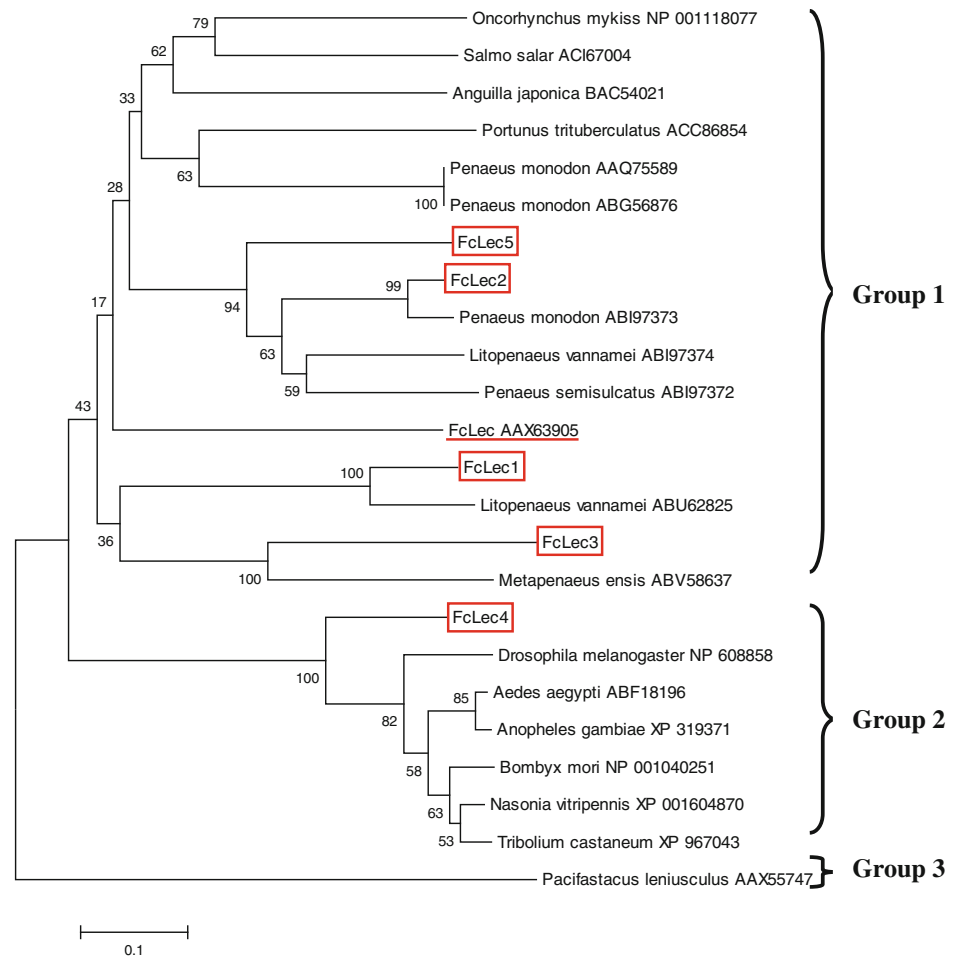 Oncorhynchus mykiss NP 001118077
79
Salmo salar ACI67004
62
Anguilla japonica BAC54021
33
Portunus trituberculatus ACC86854
Penaeus monodon AAQ75589
63
28
100
Penaeus monodon ABG56876
FcLec5
FcLec2
99
Group 1
17
94
Penaeus monodon ABI97373
63
Litopenaeus vannamei ABI97374
59
Penaeus semisulcatus ABI97372
43
FcLec AAX63905
100
FcLec1
Litopenaeus vannamei ABU62825
36
FcLec3
100
Metapenaeus ensis ABV58637
FcLec4
Drosophila melanogaster NP 608858
100
85
Aedes aegypti ABF18196
82
Group 2
Anopheles gambiae XP 319371
58
Bombyx mori NP 001040251
63
Nasonia vitripennis XP 001604870
53
Tribolium castaneum XP 967043
Group 3
Pacifastacus leniusculus AAX55747
0.1